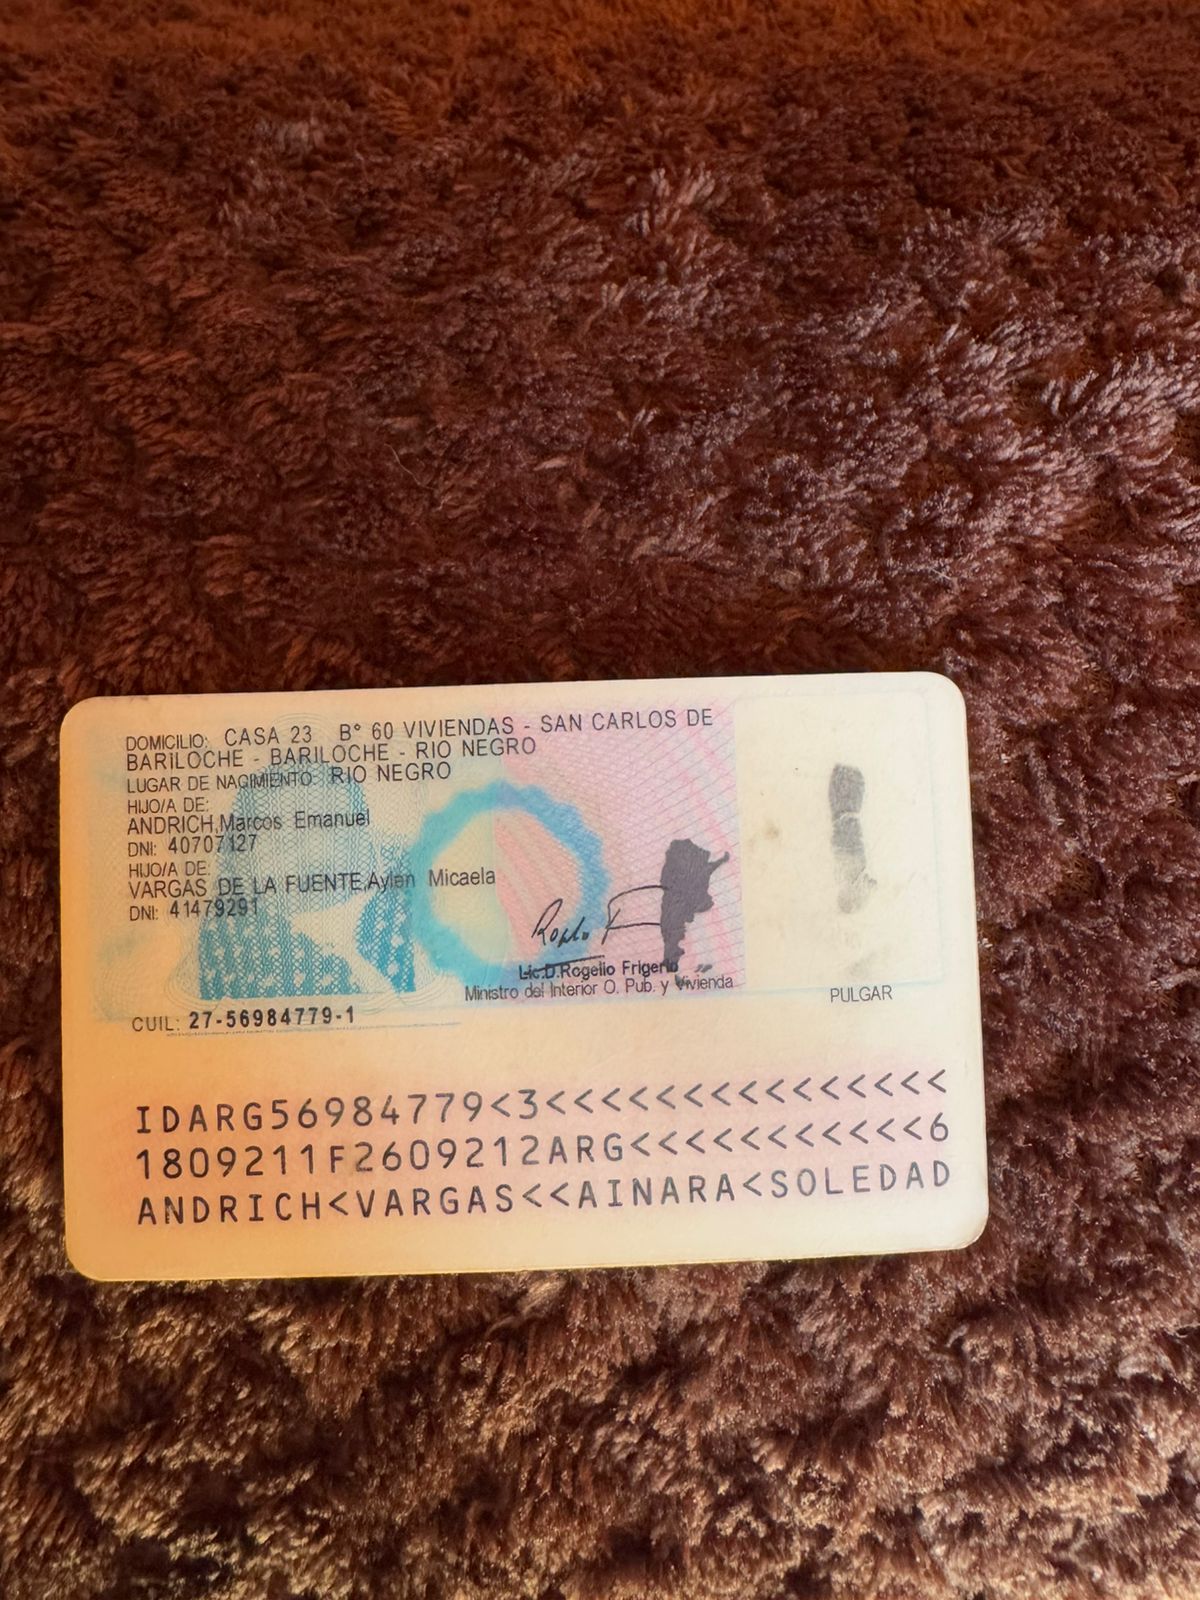 DOMICILIO: CASA 23 B° 60 VIVIENDAS - SAN CARLOS DE
BARILOCHE - BARILOCHE - RIO NEGRO
LUGAR DE NACIMIENTO: RIO NEGRO
HIJO/A DE:
ANDRICH,Marcos Emanuel
DNI: 40707127
HIJO/A DE:
VARGAS DE LA FUENTE,Aylen Micaela
DNI: 41479291
Lic.D.Rogelio Frigerio
Ministro del Interior O. Pub. y Vivienda
PULGAR
CUIL: 27-56984779-1
IDARG56984779<3<<<<<<<<<<<<<<<
1809211F2609212ARG<<<<<<<<<<<6
ANDRICH<VARGAS<<AINARA<SOLEDAD